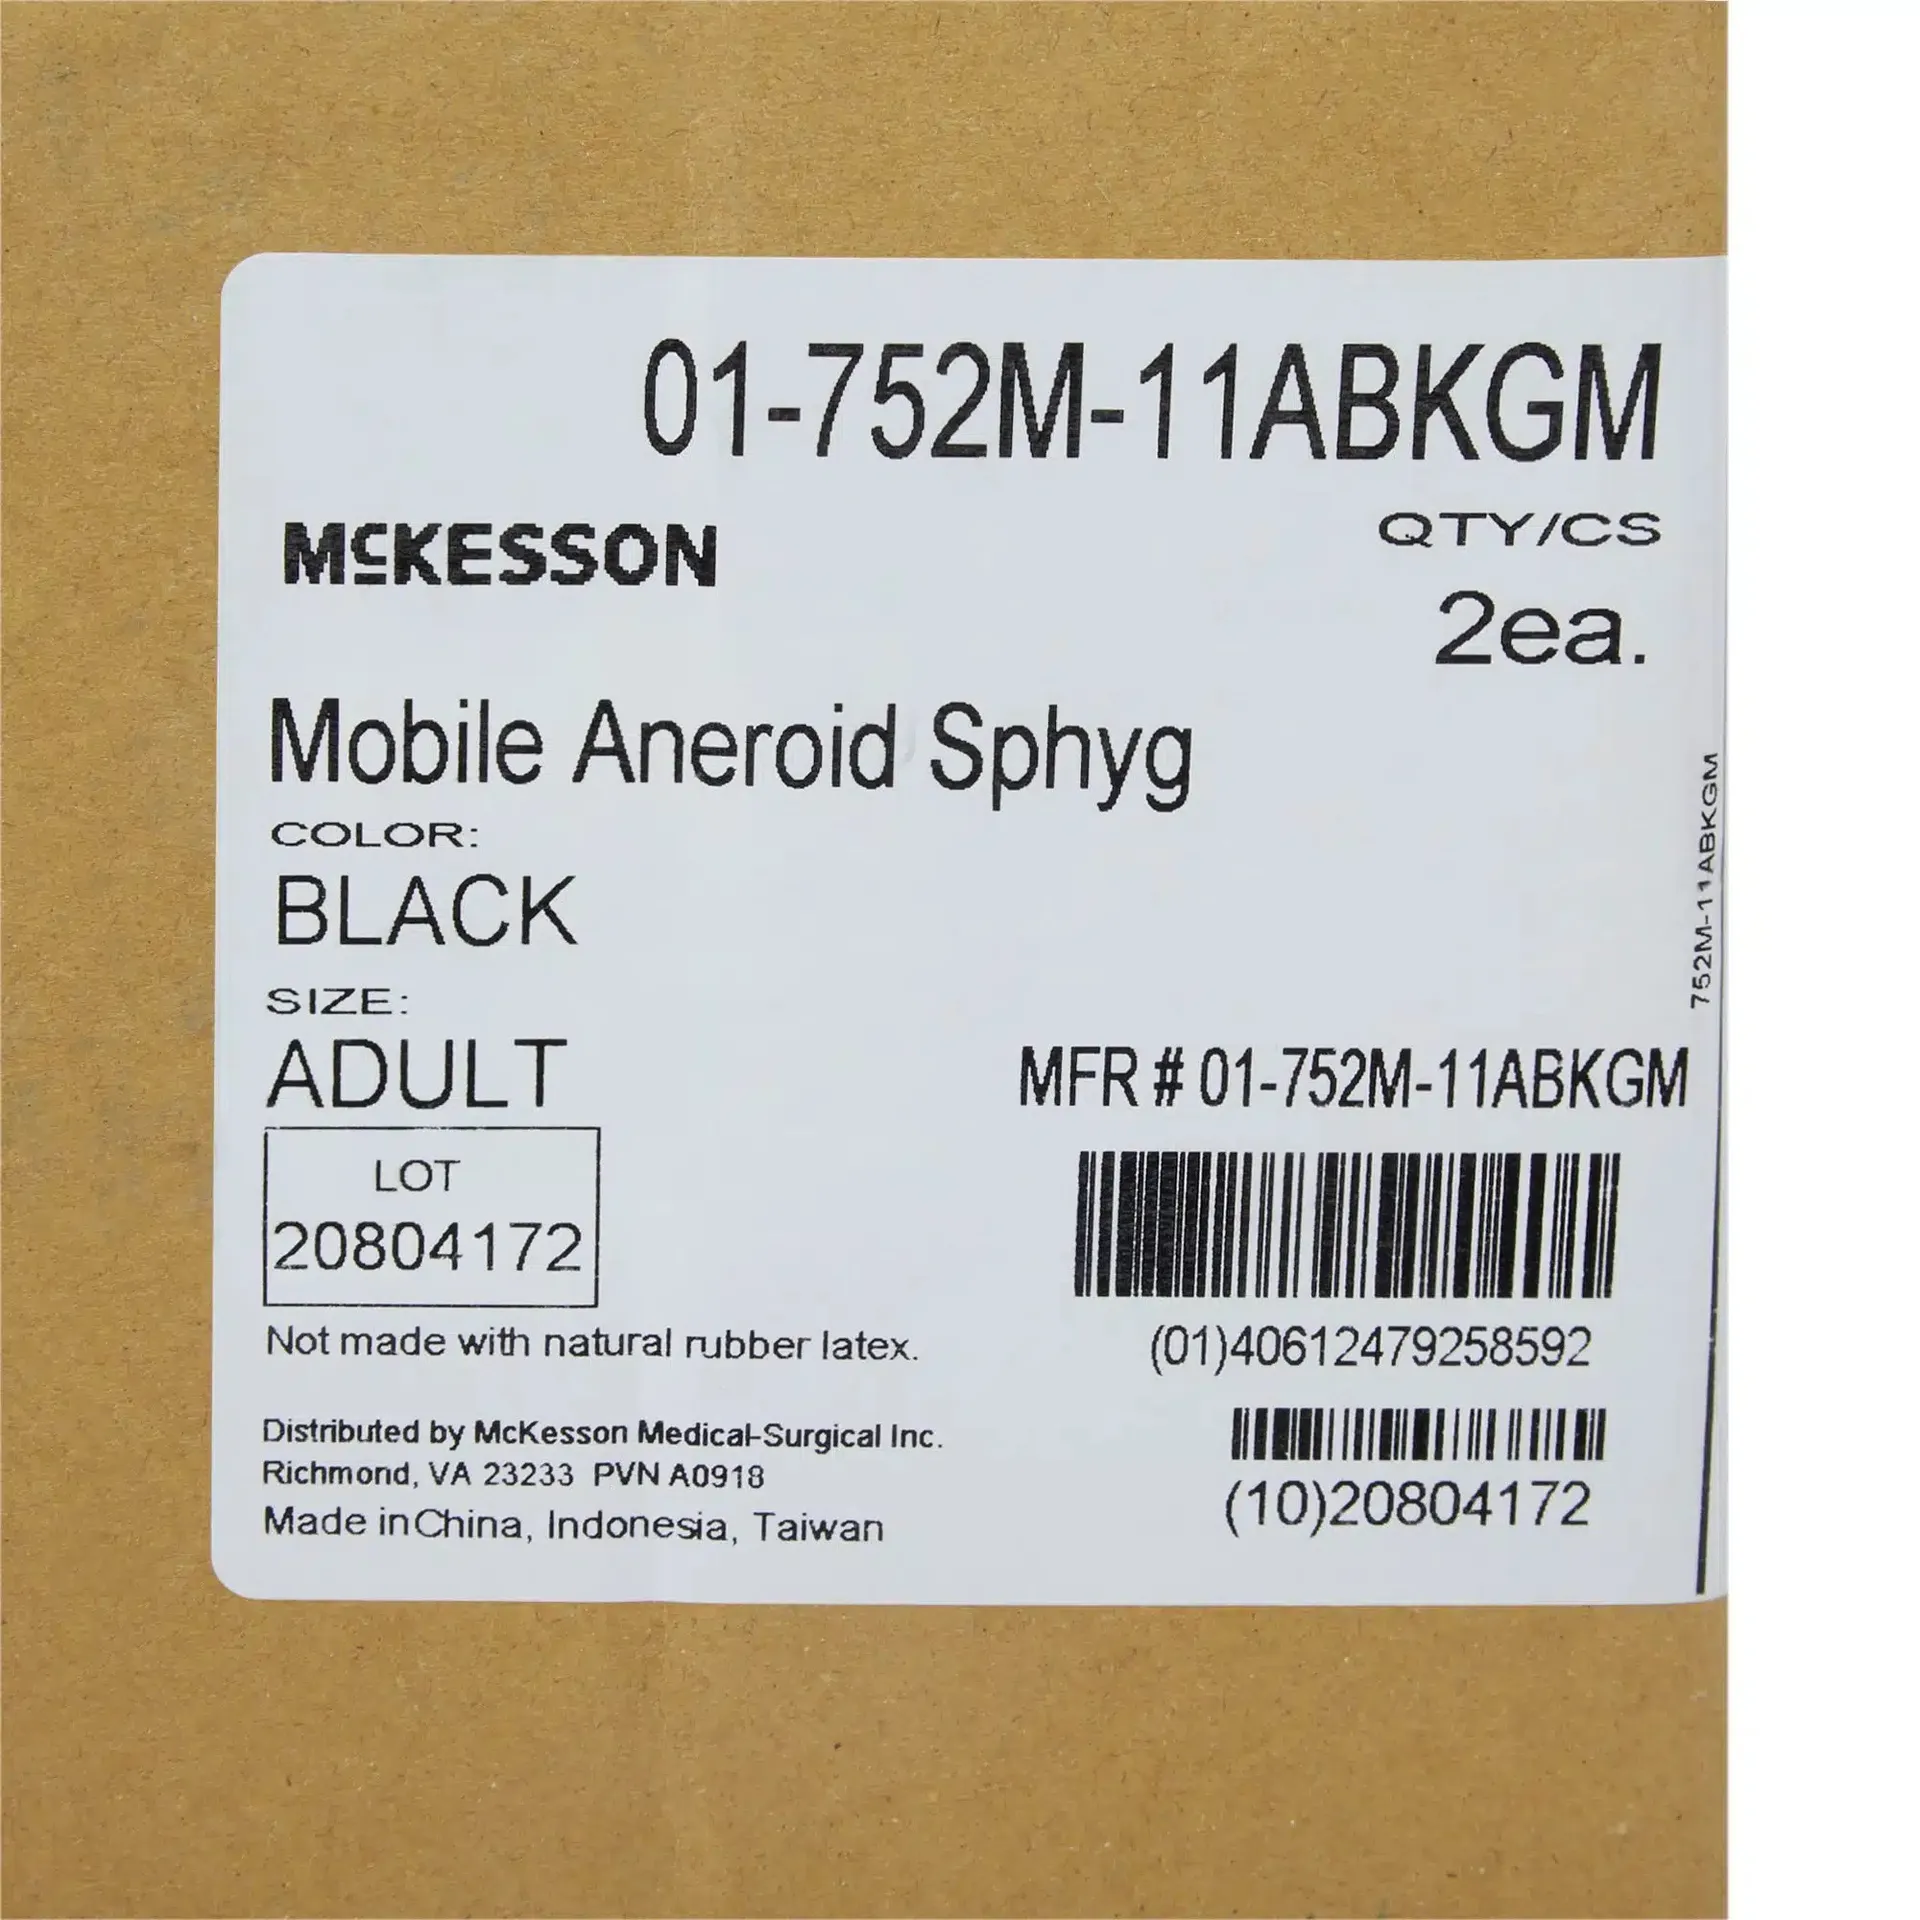 01-752M-11ABKGM
McKESSON
QTY/CS
2ea.
Mobile Aneroid Sphyg
COLOR:
BLACK
SIZE:
ADULT
752M-11ABKGM
MFR # 01-752M-11ABKGM
LOT
20804172
(01)40612479258592
Not made with natural rubber latex.
Distributed by McKesson Medical-Surgical Inc.
Richmond, VA 23233 PVN A0918
Made in China, Indonesia, Taiwan
(10)20804172